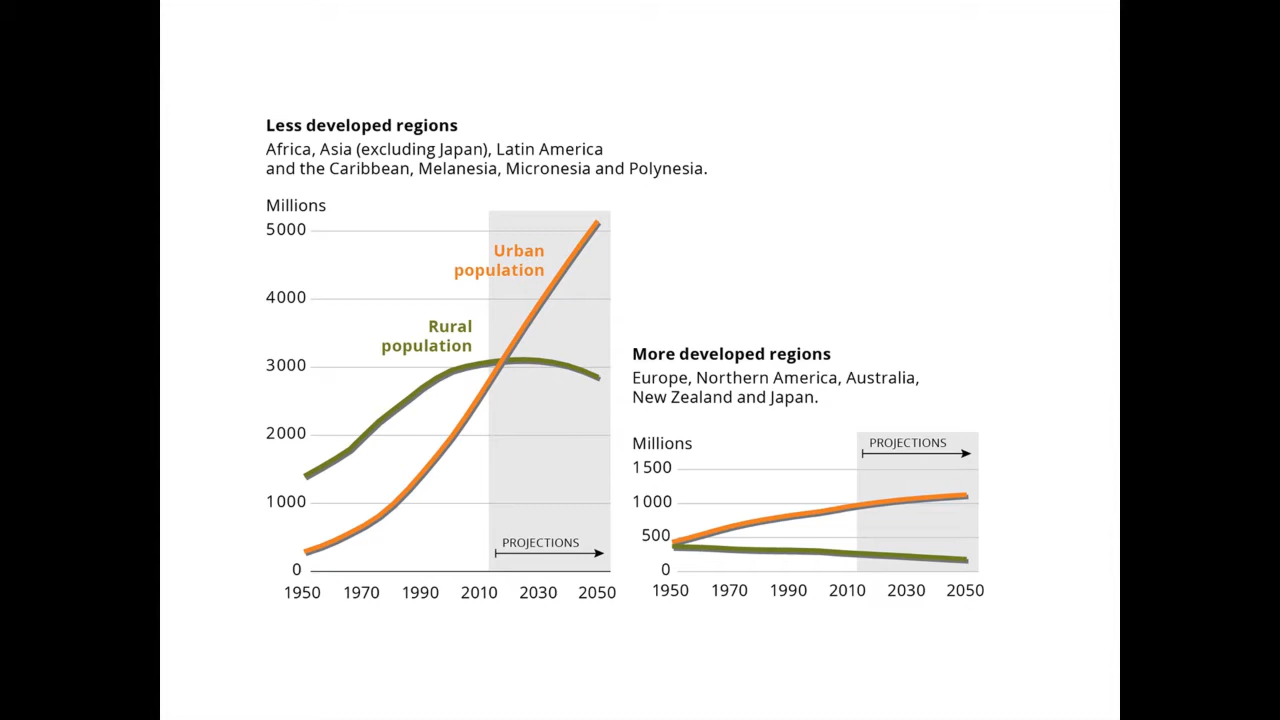 Less developed regions
Africa, Asia (excluding Japan), Latin America
and the Caribbean, Melanesia, Micronesia and Polynesia.
Millions
5000
4000
3000
2000
1000
0
Urban
population
Rural
population
PROJECTIONS
1950 1970 1990 2010 2030 2050
More developed regions
Europe, Northern America, Australia,
New Zealand and Japan.
Millions
1500
1000
500
0
PROJECTIONS
1950 1970 1990 2010 2030 2050